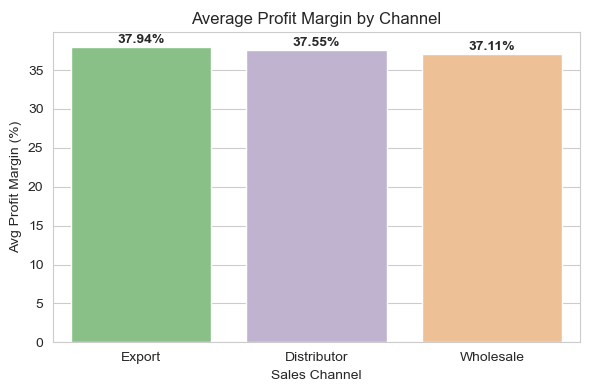 Average Profit Margin by Channel
37.94%
37.55%
37.11%
Avg Profit Margin (%)
35
30
25
20
15
10
5
0
Export
Distributor
Wholesale
Sales Channel